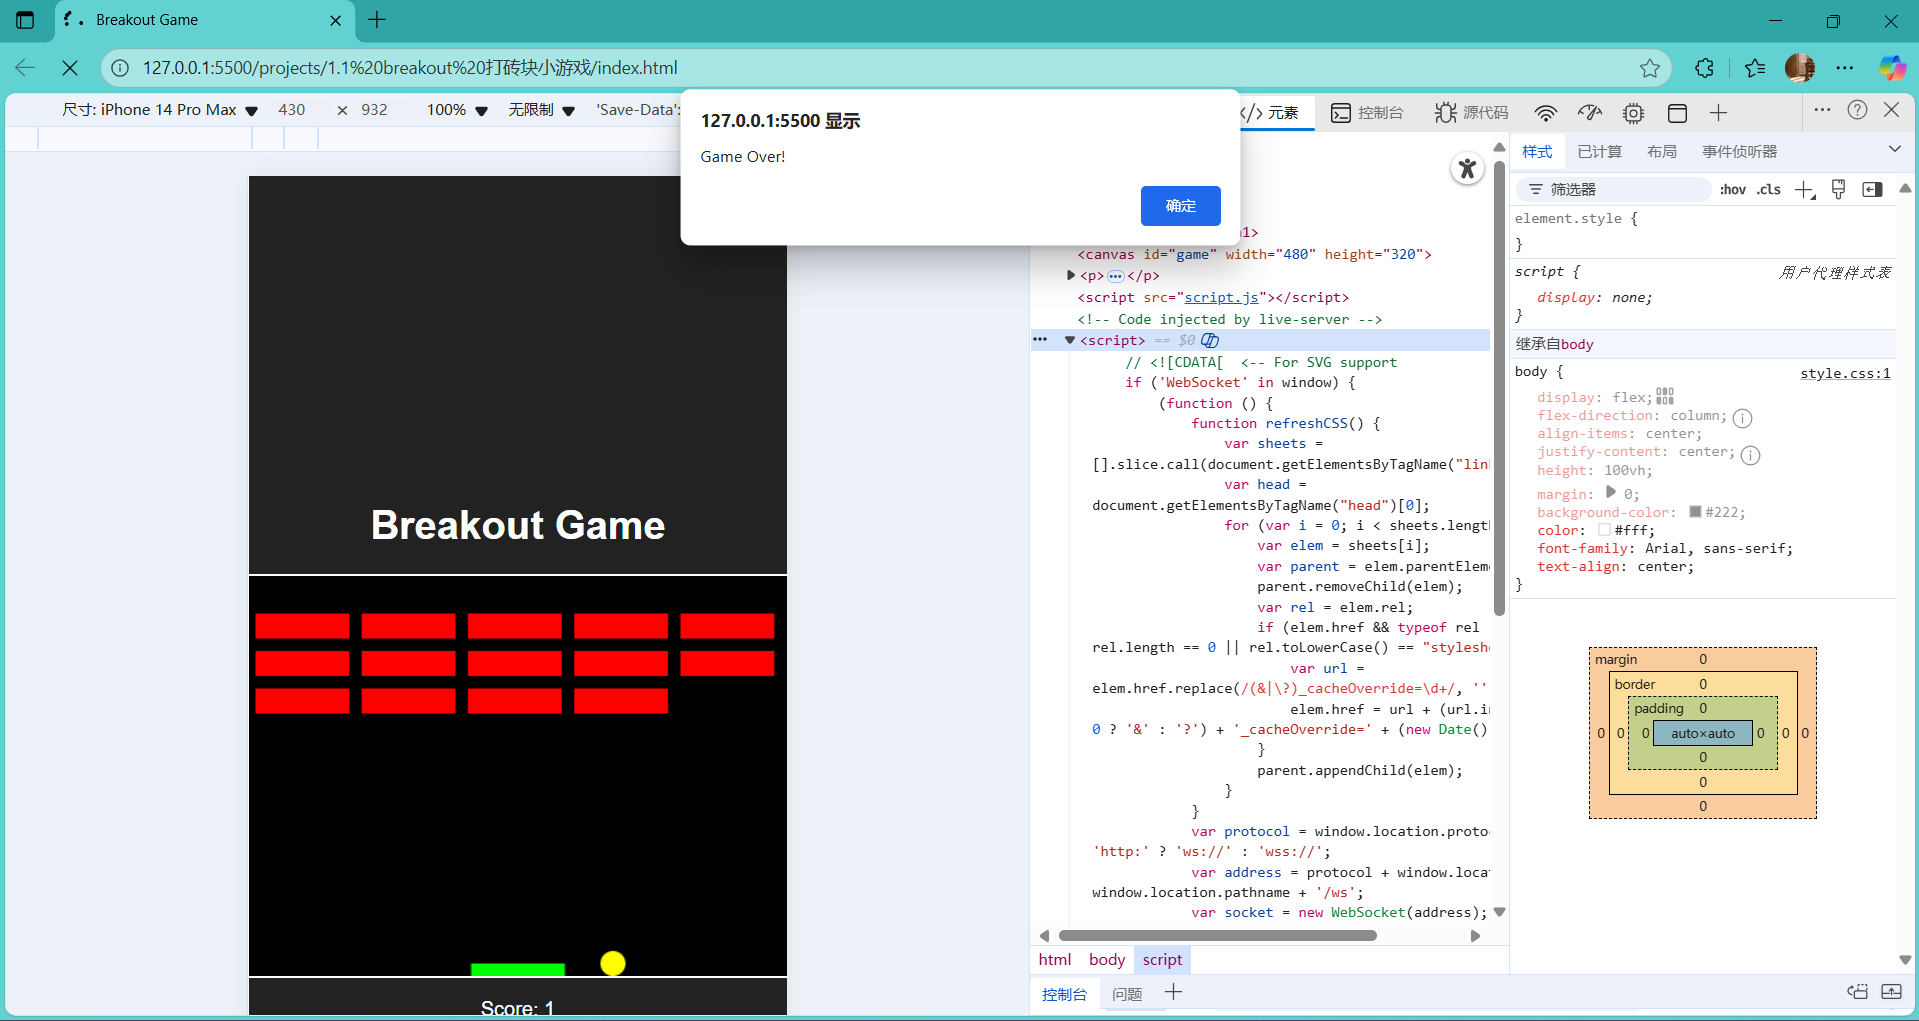 Breakout Game
127.0.0.1:5500/projects/1.1%20breakout%20打砖块小游戏/index.html
尺寸: iPhone 14 Pro Max 430 × 932 100% 无限制 'Save-Data':
127.0.0.1:5500 显示
Game Over!
确定
Breakout Game
Score: 1
元素 控制台 源代码
n1>
<canvas id="game" width="480" height="320">
<p>…</p>
<script src="script.js"></script>
<!-- Code injected by live-server -->
<script> == $0
// <![CDATA[  <-- For SVG support
if ('WebSocket' in window) {
(function () {
function refreshCSS() {
var sheets =
[].slice.call(document.getElementsByTagName("lin
var head =
document.getElementsByTagName("head")[0];
for (var i = 0; i < sheets.lengt
var elem = sheets[i];
var parent = elem.parentElem
parent.removeChild(elem);
var rel = elem.rel;
if (elem.href && typeof rel
rel.length == 0 || rel.toLowerCase() == "stylesh
var url =
elem.href.replace(/(&|\?)_cacheOverride=\d+/, ''
elem.href = url + (url.i
0 ? '&' : '?') + '_cacheOverride=' + (new Date()
}
parent.appendChild(elem);
}
}
var protocol = window.location.proto
'http:' ? 'ws://' : 'wss://';
var address = protocol + window.loca
window.location.pathname + '/ws';
var socket = new WebSocket(address);
html body script
控制台 问题
样式 已计算 布局 事件侦听器
筛选器 :hov .cls
element.style {
}
script { 用户代理样式表
display: none;
}
继承自body
body { style.css:1
display: flex;
flex-direction: column;
align-items: center;
justify-content: center;
height: 100vh;
margin: 0;
background-color: #222;
color: #fff;
font-family: Arial, sans-serif;
text-align: center;
}
margin 0
border 0
padding 0
0 0 0 auto×auto 0 0 0
0
0
0